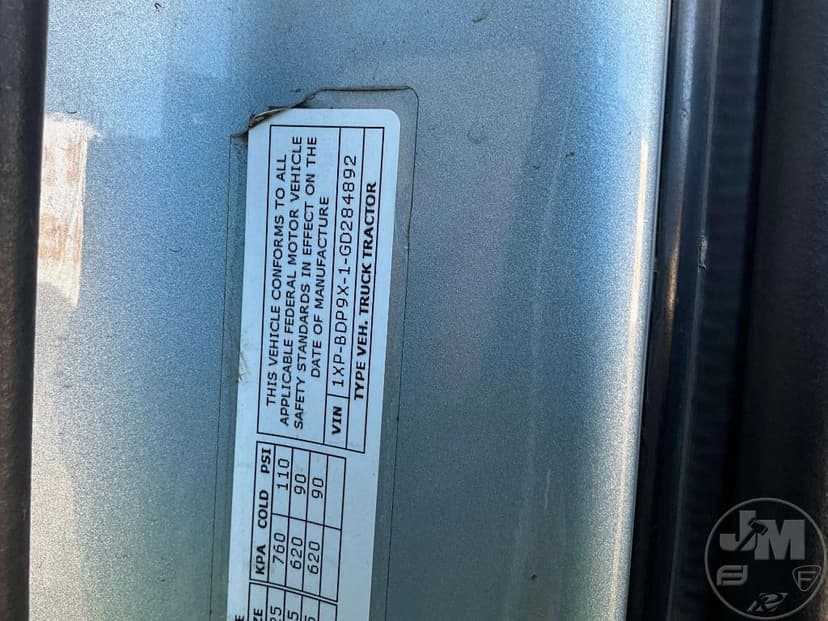 THIS VEHICLE CONFORMS TO ALL
APPLICABLE FEDERAL MOTOR VEHICLE
SAFETY STANDARDS IN EFFECT ON THE
DATE OF MANUFACTURE
VIN 1XP-BDP9X-1-GD284892
TYPE VEH. TRUCK TRACTOR
KPA COLD PSI
760 110
620 90
620 90
JM